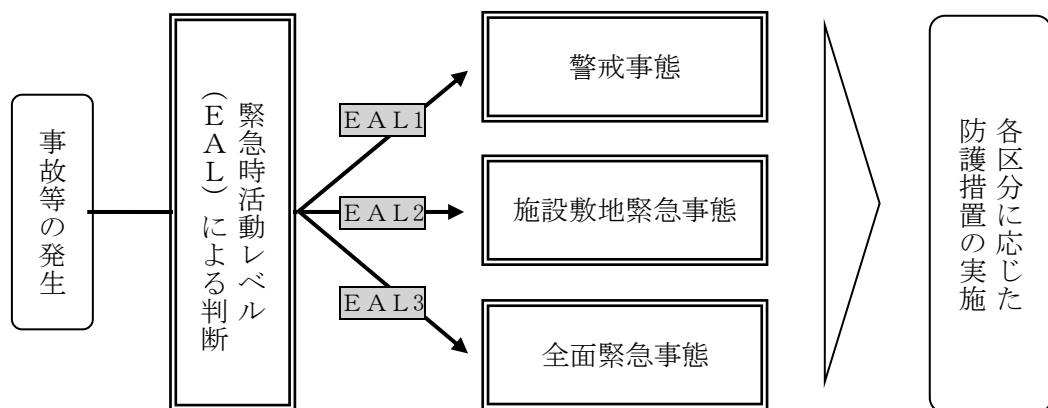 事故等の発生
緊急時活動レベル
(EAL)による判断
EAL1
EAL2
EAL3
警戒事態
施設敷地緊急事態
全面緊急事態
各区分に応じた
防護措置の実施